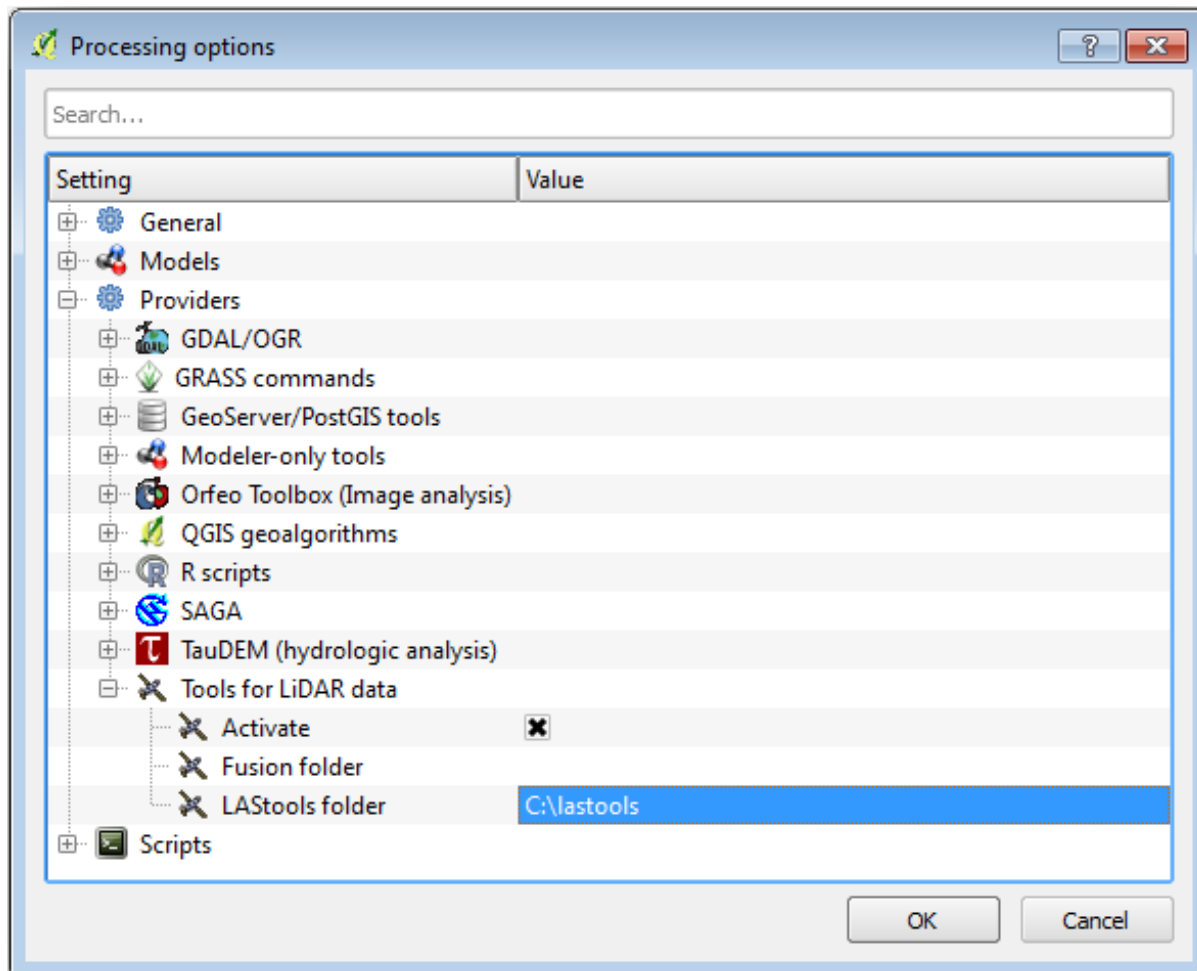 Processing options
Search...
Setting Value
General
Models
Providers
GDAL/OGR
GRASS commands
GeoServer/PostGIS tools
Modeler-only tools
Orfeo Toolbox (Image analysis)
QGIS geoalgorithms
R scripts
SAGA
TauDEM (hydrologic analysis)
Tools for LiDAR data
Activate
Fusion folder
LAStools folder C:\lastools
Scripts
OK Cancel